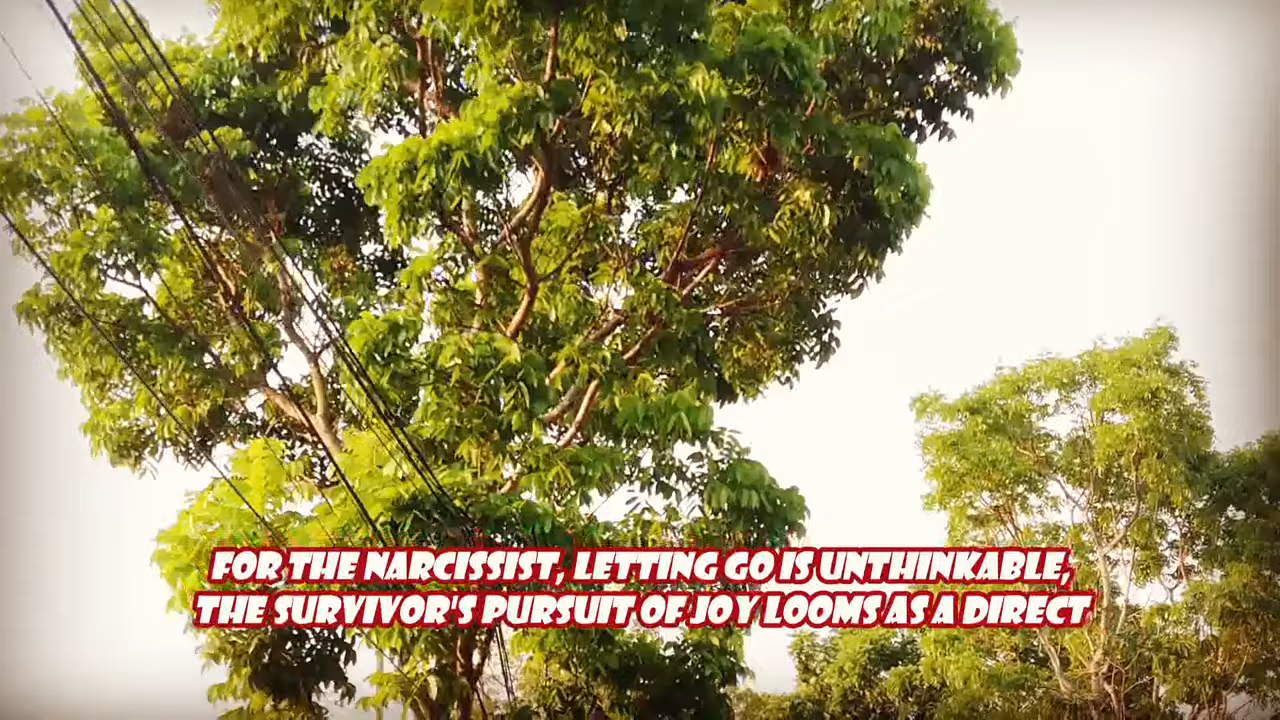 FOR THE NARCISSIST, LETTING GO IS UNTHINKABLE,
THE SURVIVOR'S PURSUIT OF JOY LOOMS AS A DIRECT